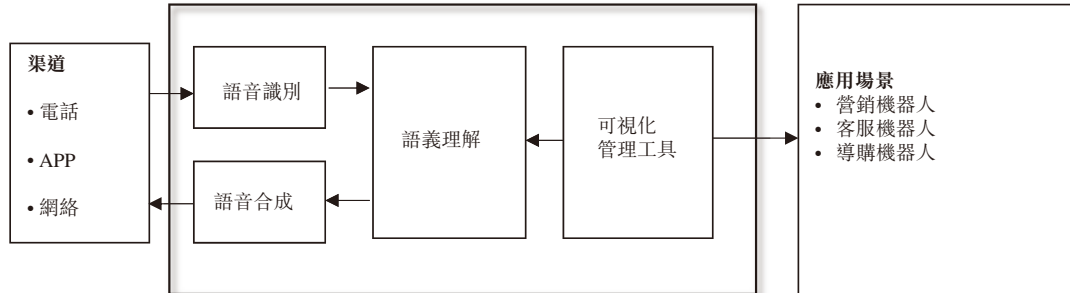 渠道
• 電話
• APP
• 網絡
語音識別
語音合成
語義理解
可視化
管理工具
應用場景
• 營銷機器人
• 客服機器人
• 導購機器人